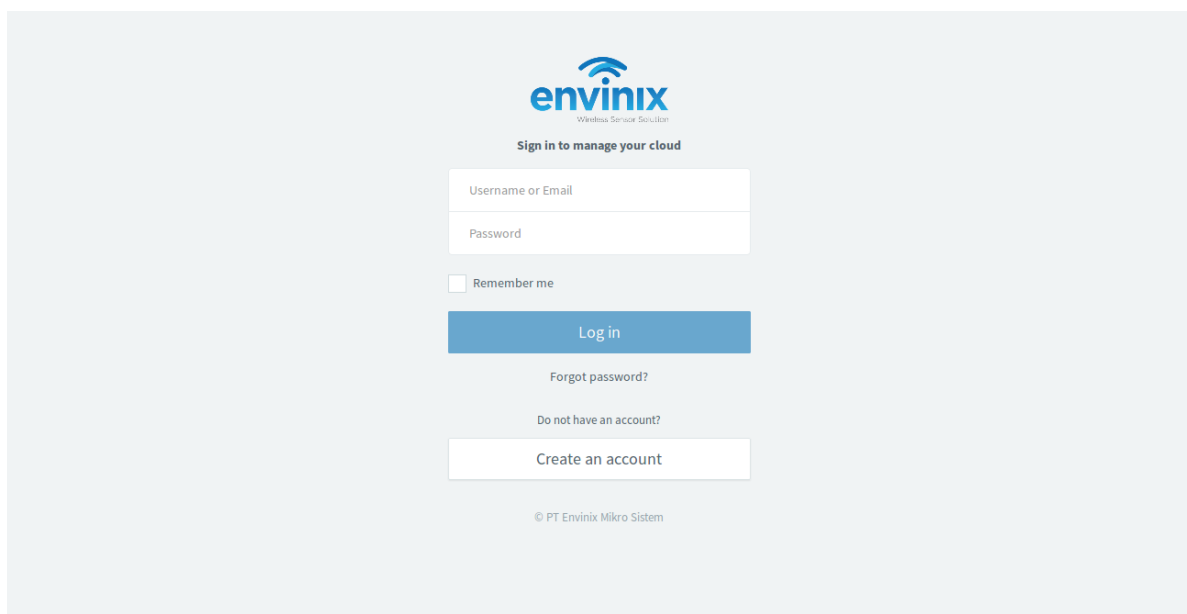 envinix
Wireless Sensor Solution
Sign in to manage your cloud
Username or Email
Password
Remember me
Log in
Forgot password?
Do not have an account?
Create an account
© PT Envinix Mikro Sistem